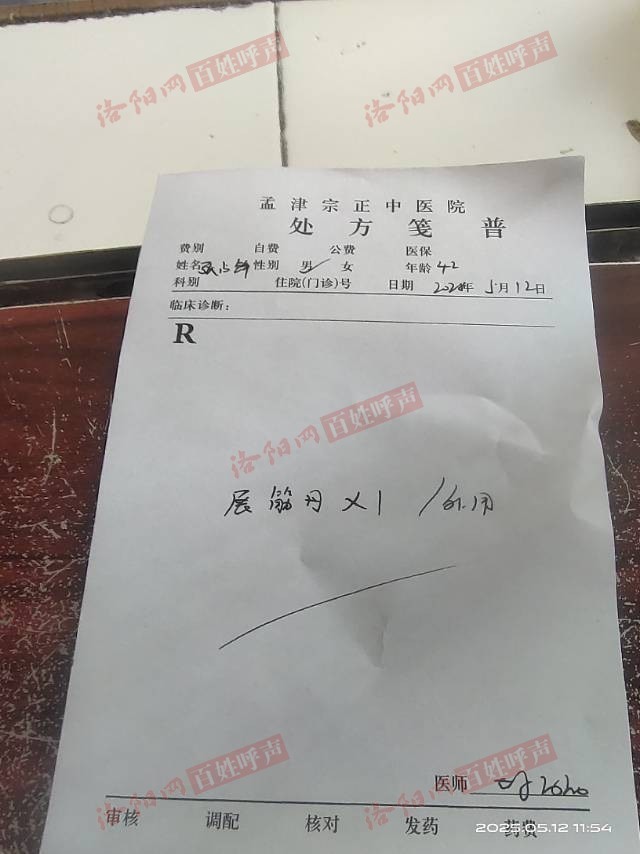 洛阳网 百姓呼声
洛阳网 百姓呼声
孟津宗正中医院
处方笺 普
费别 自费 公费 医保
姓名 性别 男 / 女 年龄 42
科别 住院(门诊)号 日期 年 5月12日
临床诊断:
R
洛阳网 百姓呼声
展筋丹 X1 / 外用
医师
洛阳网 百姓呼声
洛阳网 百姓呼声
审核 调配 核对 发药 药费
2025.05.12 11:54